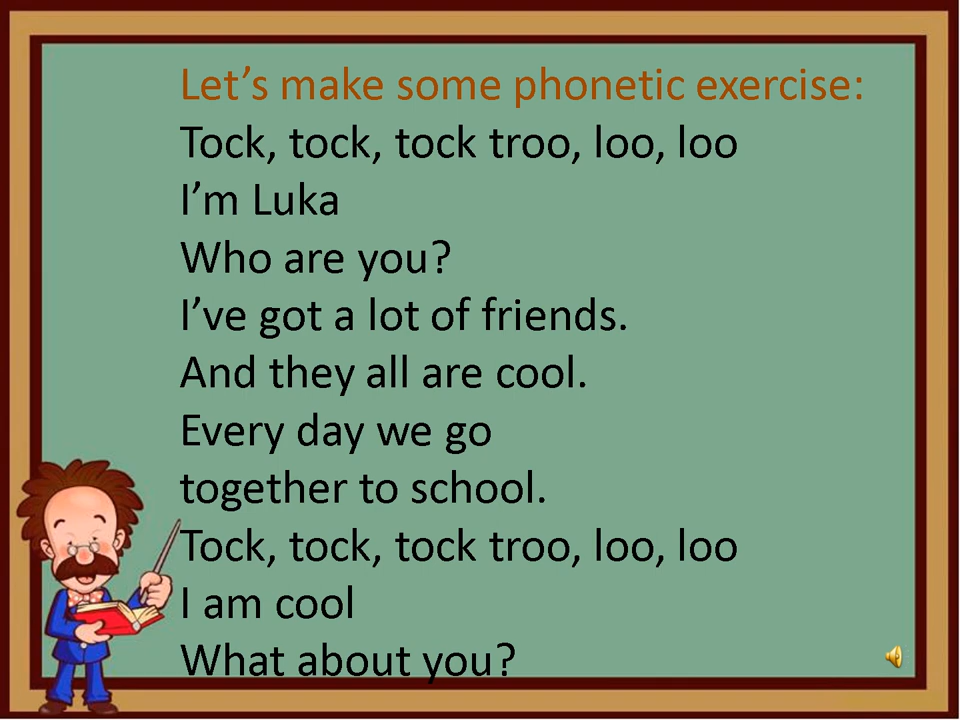 Let’s make some phonetic exercise:
Tock, tock, tock troo, loo, loo
I’m Luka
Who are you?
I’ve got a lot of friends.
And they all are cool.
Every day we go
together to school.
Tock, tock, tock troo, loo, loo
I am cool
What about you?